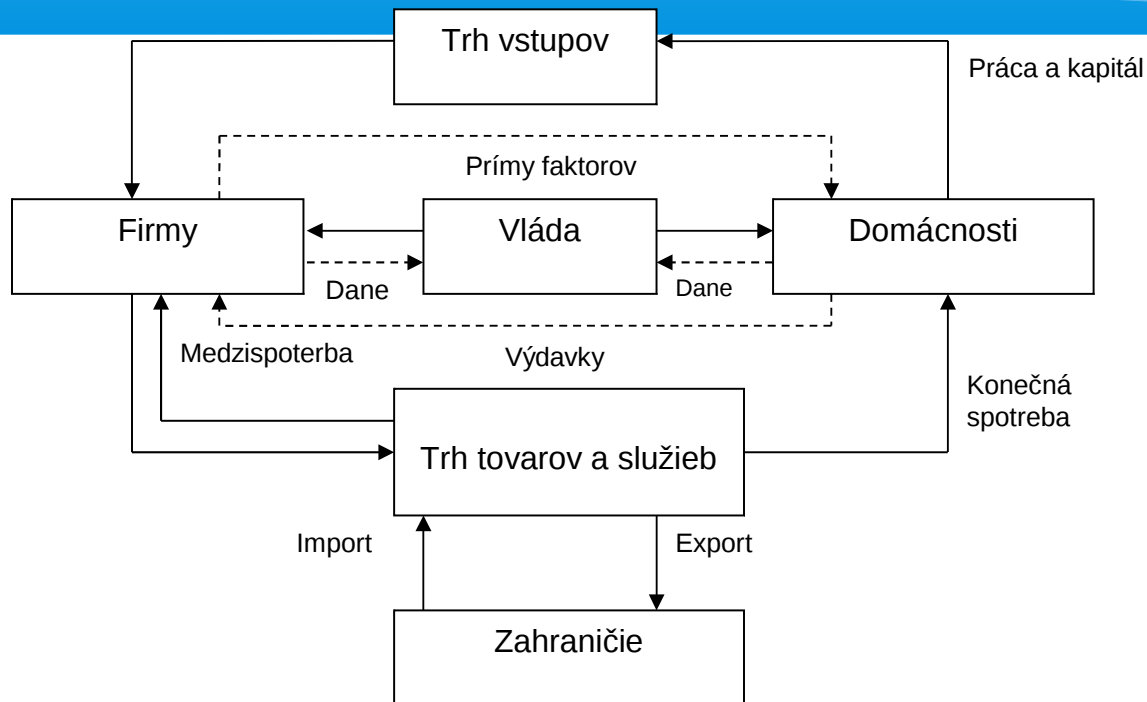 Trh vstupov
Práca a kapitál
Prímy faktorov
Firmy
Vláda
Domácnosti
Dane
Dane
Medzispoterba
Výdavky
Konečná
spotreba
Trh tovarov a služieb
Import
Export
Zahraničie